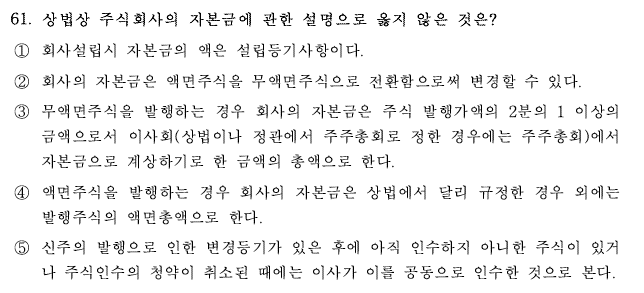 61. 상법상 주식회사의 자본금에 관한 설명으로 옳지 않은 것은?
① 회사설립시 자본금의 액은 설립등기사항이다.
② 회사의 자본금은 액면주식을 무액면주식으로 전환함으로써 변경할 수 있다.
③ 무액면주식을 발행하는 경우 회사의 자본금은 주식 발행가액의 2분의 1 이상의
금액으로서 이사회(상법이나 정관에서 주주총회로 정한 경우에는 주주총회)에서
자본금으로 계상하기로 한 금액의 총액으로 한다.
④ 액면주식을 발행하는 경우 회사의 자본금은 상법에서 달리 규정한 경우 외에는
발행주식의 액면총액으로 한다.
⑤ 신주의 발행으로 인한 변경등기가 있은 후에 아직 인수하지 아니한 주식이 있거
나 주식인수의 청약이 취소된 때에는 이사가 이를 공동으로 인수한 것으로 본다.